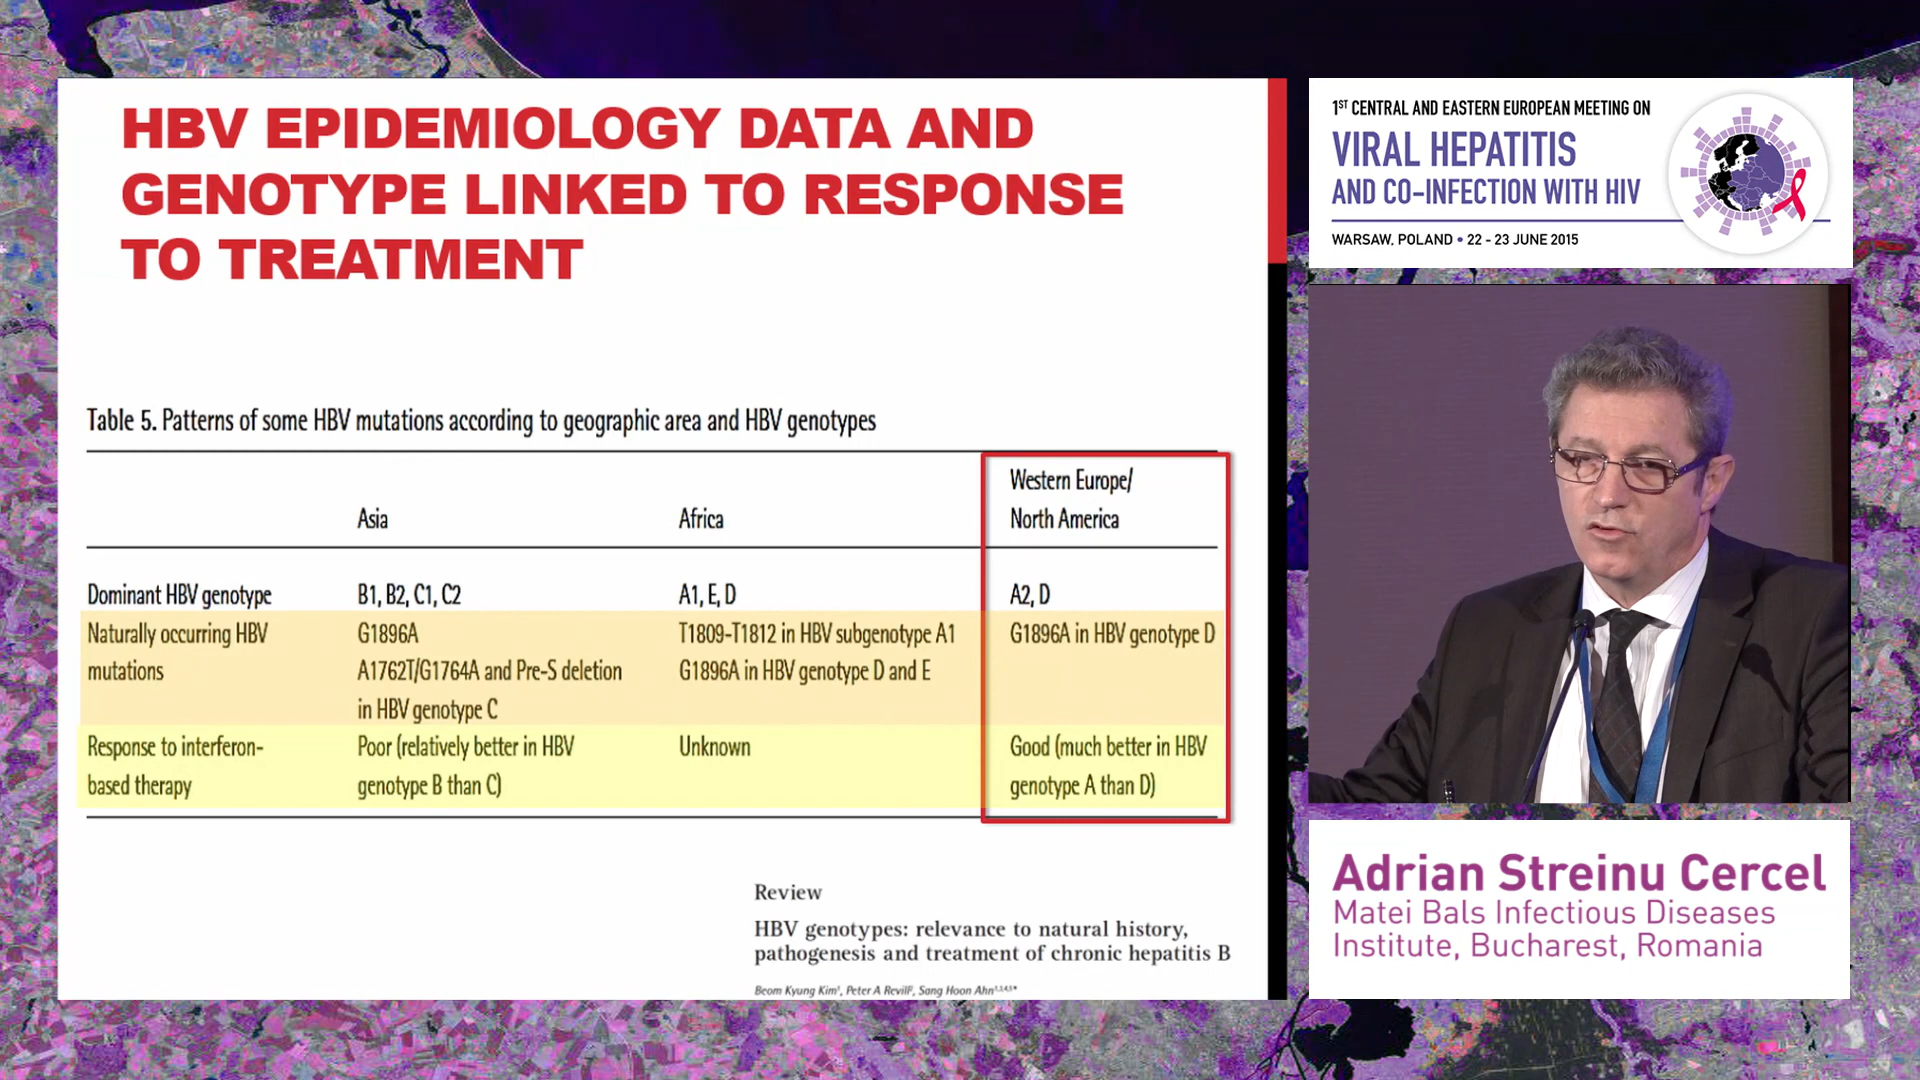 HBV EPIDEMIOLOGY DATA AND
GENOTYPE LINKED TO RESPONSE
TO TREATMENT
Table 5. Patterns of some HBV mutations according to geographic area and HBV genotypes
Asia
Africa
Western Europe/
North America
Dominant HBV genotype
B1, B2, C1, C2
A1, E, D
A2, D
Naturally occurring HBV
mutations
G1896A
A1762T/G1764A and Pre-S deletion
in HBV genotype C
T1809-T1812 in HBV subgenotype A1
G1896A in HBV genotype D and E
G1896A in HBV genotype D
Response to interferon-
based therapy
Poor (relatively better in HBV
genotype B than C)
Unknown
Good (much better in HBV
genotype A than D)
Review
HBV genotypes: relevance to natural history,
pathogenesis and treatment of chronic hepatitis B
Beom Kyung Kim¹, Peter A Revill², Sang Hoon Ahn
1ST CENTRAL AND EASTERN EUROPEAN MEETING ON
VIRAL HEPATITIS
AND CO-INFECTION WITH HIV
WARSAW, POLAND • 22 - 23 JUNE 2015
Adrian Streinu Cercel
Matei Bals Infectious Diseases
Institute, Bucharest, Romania